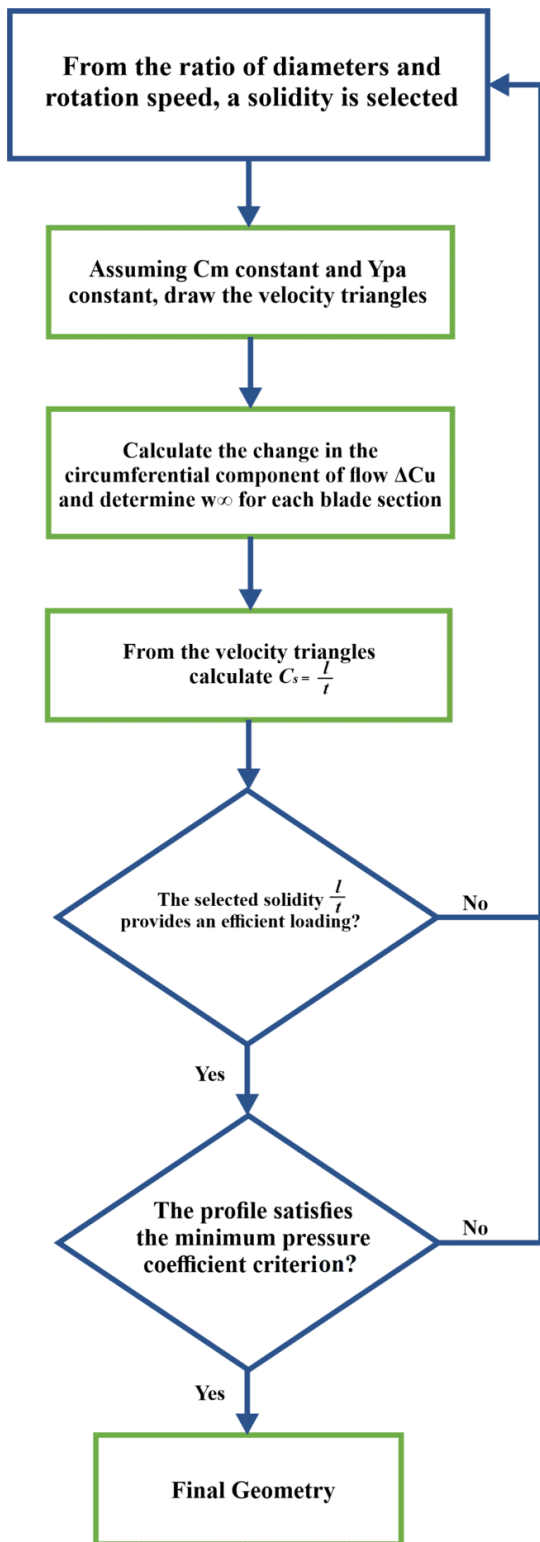 From the ratio of diameters and
rotation speed, a solidity is selected
Assuming Cm constant and Ypa
constant, draw the velocity triangles
Calculate the change in the
circumferential component of flow ΔCu
and determine w∞ for each blade section
From the velocity triangles
calculate Cs = l/t
The selected solidity l/t
provides an efficient loading?
No
Yes
The profile satisfies
the minimum pressure
coefficient criterion?
No
Yes
Final Geometry